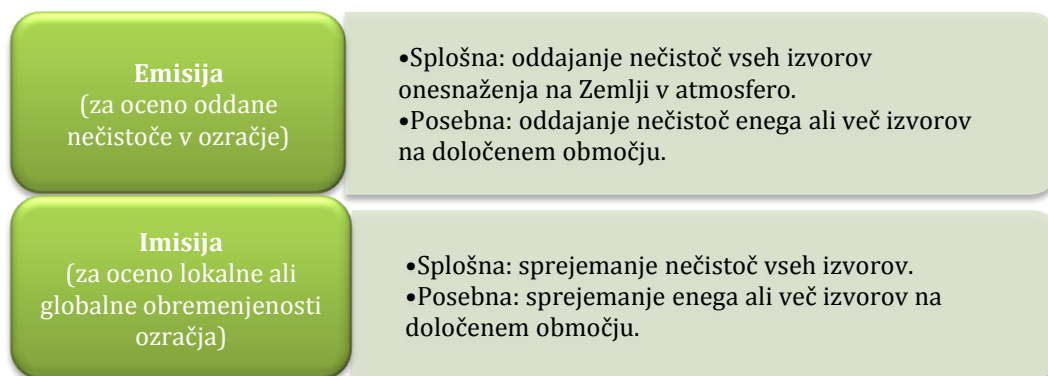 Emisija
(za oceno oddane
nečistoče v ozračje)
•Splošna: oddajanje nečistoč vseh izvorov
onesnaženja na Zemlji v atmosfero.
•Posebna: oddajanje nečistoč enega ali več izvorov
na določenem območju.
Imisija
(za oceno lokalne ali
globalne obremenjenosti
ozračja)
•Splošna: sprejemanje nečistoč vseh izvorov.
•Posebna: sprejemanje enega ali več izvorov na
določenem območju.